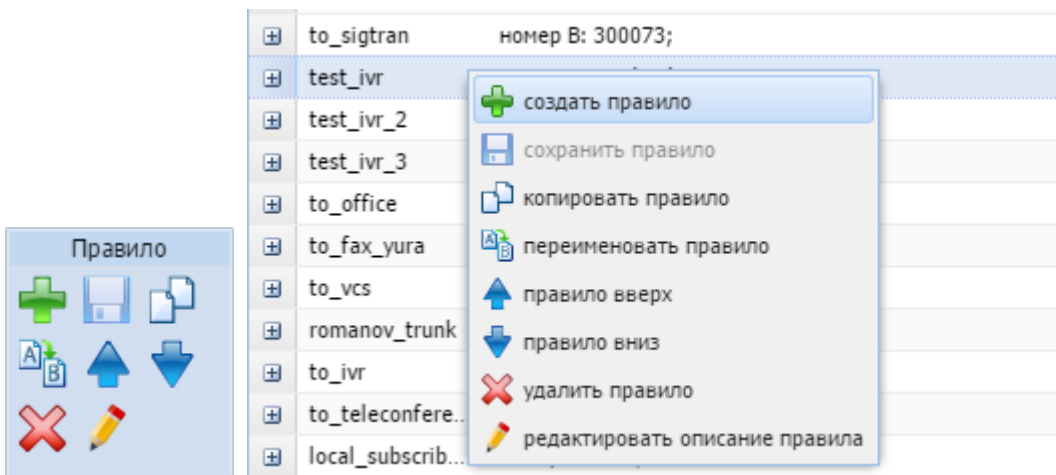 Правило
to_sigtran номер В: 300073;
test_ivr
test_ivr_2
test_ivr_3
to_office
to_fax_yura
to_vcs
romanov_trunk
to_ivr
to_teleconfere...
local_subscrib...
создать правило
сохранить правило
копировать правило
переименовать правило
правило вверх
правило вниз
удалить правило
редактировать описание правила